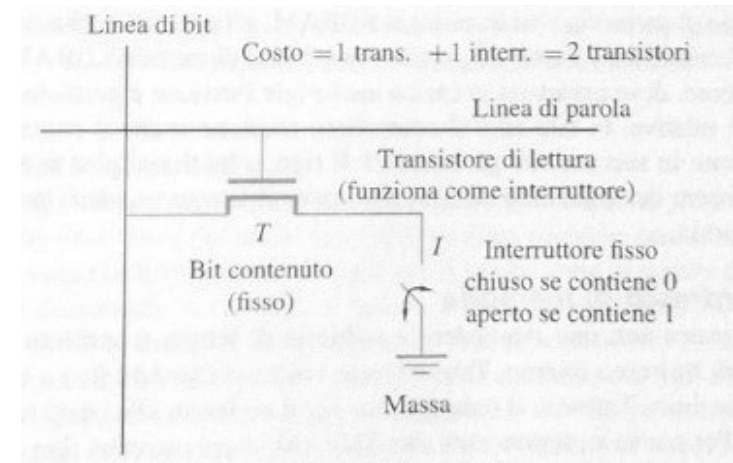 Linea di bit
Costo = 1 trans. + 1 interr. = 2 transistori
Linea di parola
Transistore di lettura
(funziona come interruttore)
T
I
Bit contenuto
(fisso)
Interruttore fisso
chiuso se contiene 0
aperto se contiene 1
Massa